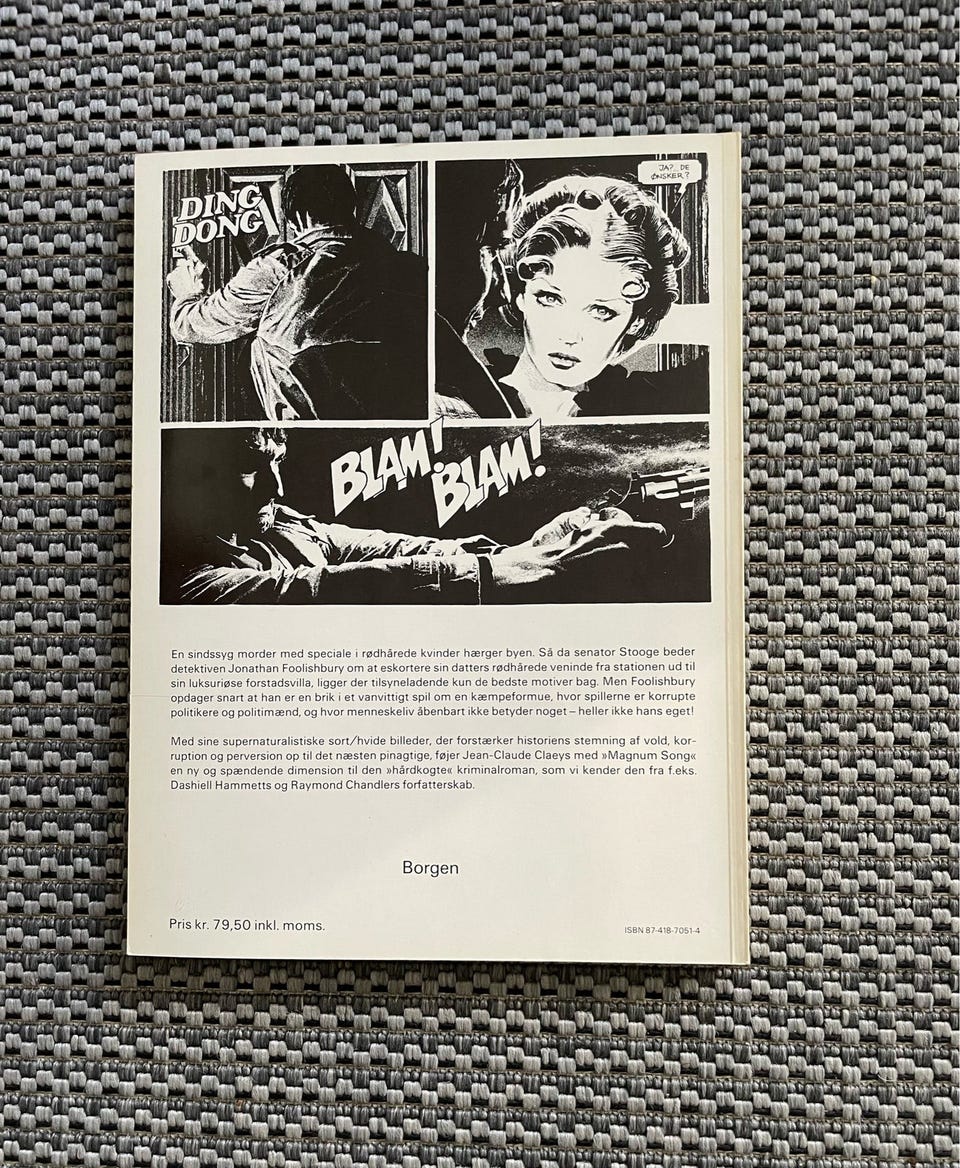 DING
DONG
JA? DE
ØNSKER?
BLAM! BLAM!
En sindssyg morder med speciale i rødhårede kvinder hærger byen. Så da senator Stooge beder
detektiven Jonathan Foolishbury om at eskortere sin datters rødhårede veninde fra stationen ud til
sin luksuriøse forstadsvilla, ligger der tilsyneladende kun de bedste motiver bag. Men Foolishbury
opdager snart at han er en brik i et vanvittigt spil om en kæmpeformue, hvor spillerne er korrupte
politikere og politimænd, og hvor menneskeliv åbenbart ikke betyder noget – heller ikke hans eget!
Med sine supernaturalistiske sort/hvide billeder, der forstærker historiens stemning af vold, kor-
ruption og perversion op til det næsten pinagtige, føjer Jean-Claude Claeys med »Magnum Song«
en ny og spændende dimension til den »hårdkogte« kriminalroman, som vi kender den fra f.eks.
Dashiell Hammetts og Raymond Chandlers forfatterskab.
Borgen
Pris kr. 79,50 inkl. moms.
ISBN 87-418-7051-4